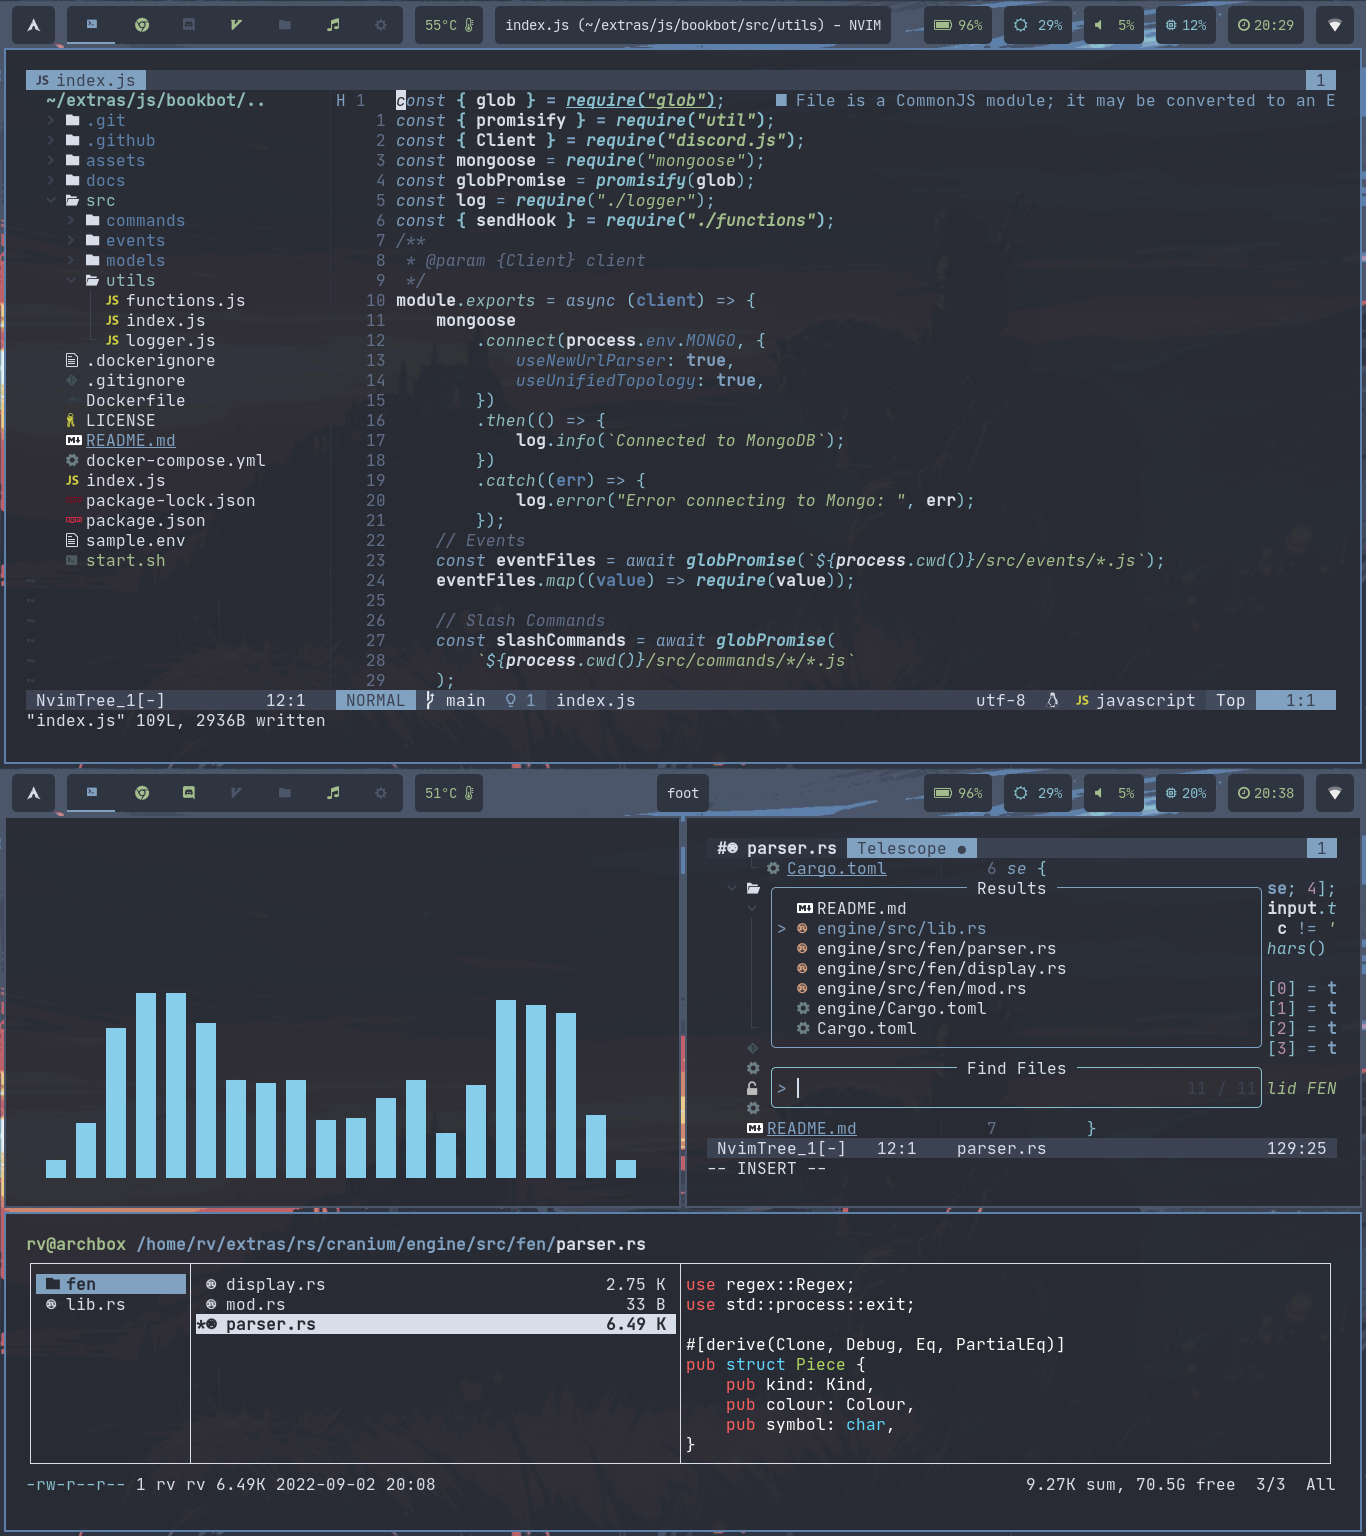 55°C index.js (~/extras/js/bookbot/src/utils) - NVIM 96% 29% 5% 12% 20:29
JS index.js 1
~/extras/js/bookbot/..
.git
.github
assets
docs
src
commands
events
models
utils
JS functions.js
JS index.js
JS logger.js
.dockerignore
.gitignore
Dockerfile
LICENSE
README.md
docker-compose.yml
JS index.js
package-lock.json
package.json
sample.env
start.sh
~
~
~
~
~
~
H 1 const { glob } = require("glob"); ■ File is a CommonJS module; it may be converted to an E
1 const { promisify } = require("util");
2 const { Client } = require("discord.js");
3 const mongoose = require("mongoose");
4 const globPromise = promisify(glob);
5 const log = require("./logger");
6 const { sendHook } = require("./functions");
7 /**
8 * @param {Client} client
9 */
10 module.exports = async (client) => {
11 mongoose
12 .connect(process.env.MONGO, {
13 useNewUrlParser: true,
14 useUnifiedTopology: true,
15 })
16 .then(() => {
17 log.info(`Connected to MongoDB`);
18 })
19 .catch((err) => {
20 log.error("Error connecting to Mongo: ", err);
21 });
22 // Events
23 const eventFiles = await globPromise(`${process.cwd()}/src/events/*.js`);
24 eventFiles.map((value) => require(value));
25
26 // Slash Commands
27 const slashCommands = await globPromise(
28 `${process.cwd()}/src/commands/*/*.js`
29 );
NvimTree_1[-] 12:1 NORMAL main 1 index.js utf-8 JS javascript Top 1:1
"index.js" 109L, 2936B written
51°C foot 96% 29% 5% 20% 20:38
# parser.rs Telescope ● 1
Cargo.toml 6 se {
Results
README.md
> engine/src/lib.rs
engine/src/fen/parser.rs
engine/src/fen/display.rs
engine/src/fen/mod.rs
engine/Cargo.toml
Cargo.toml
se; 4];
input.t
c != '
hars()
[0] = t
[1] = t
[2] = t
[3] = t
Find Files
> 11 / 11 lid FEN
README.md 7 }
NvimTree_1[-] 12:1 parser.rs 129:25
-- INSERT --
rv@archbox /home/rv/extras/rs/cranium/engine/src/fen/parser.rs
fen
lib.rs
display.rs 2.75 K
mod.rs 33 B
* parser.rs 6.49 K
use regex::Regex;
use std::process::exit;
#[derive(Clone, Debug, Eq, PartialEq)]
pub struct Piece {
pub kind: Kind,
pub colour: Colour,
pub symbol: char,
}
-rw-r--r-- 1 rv rv 6.49K 2022-09-02 20:08 9.27K sum, 70.5G free 3/3 All